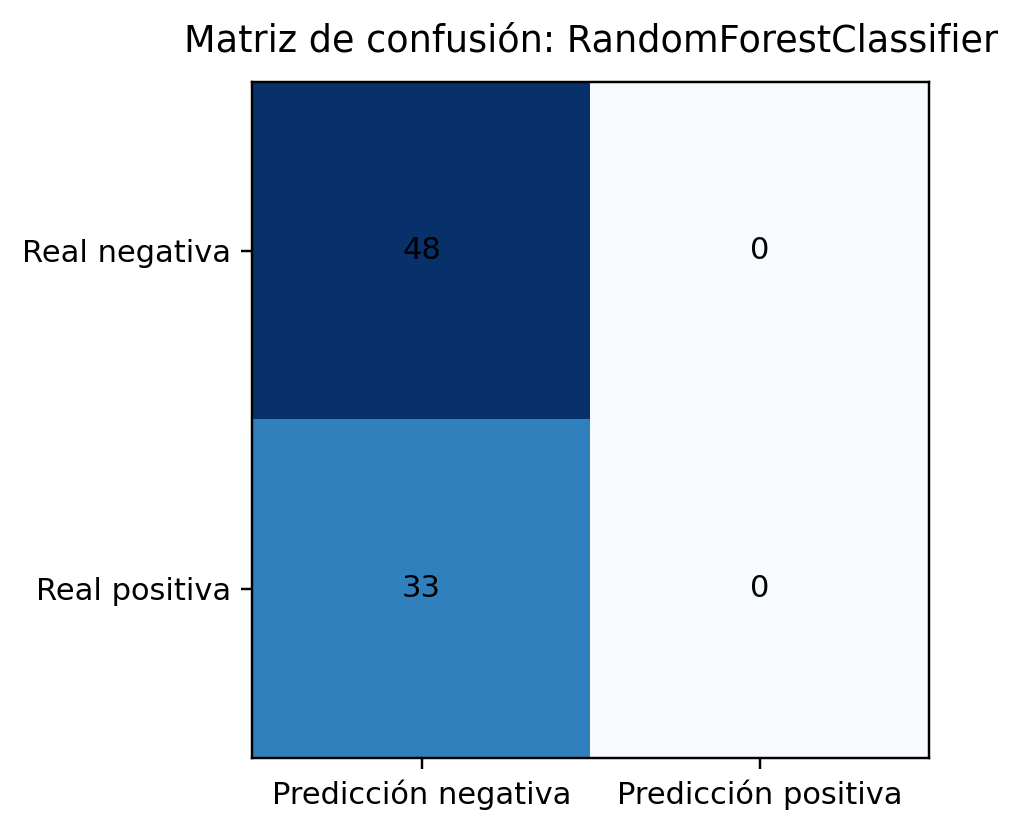 Matriz de confusión: RandomForestClassifier
Real negativa
48
0
Real positiva
33
0
Predicción negativa
Predicción positiva